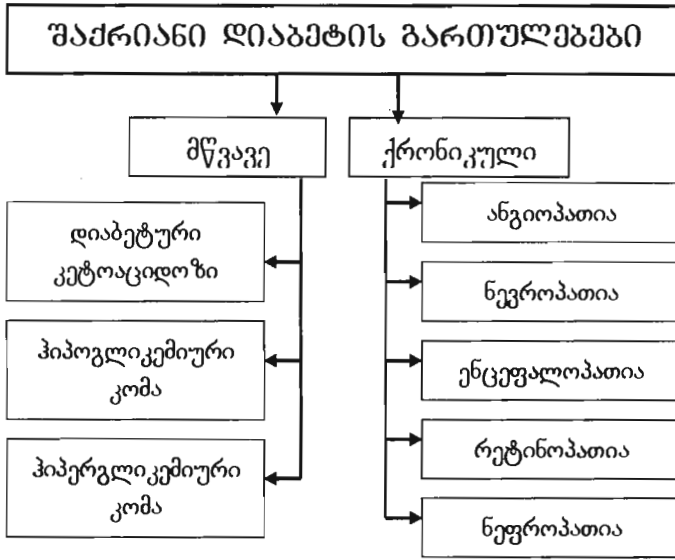 შაქრიანი დიაბეტის გართულებები
მწვავე
ქრონიკული
დიაბეტური
კეტოაციდოზი
ჰიპოგლიკემიური
კომა
ჰიპერგლიკემიური
კომა
ანგიოპათია
ნევროპათია
ენცეფალოპათია
რეტინოპათია
ნეფროპათია